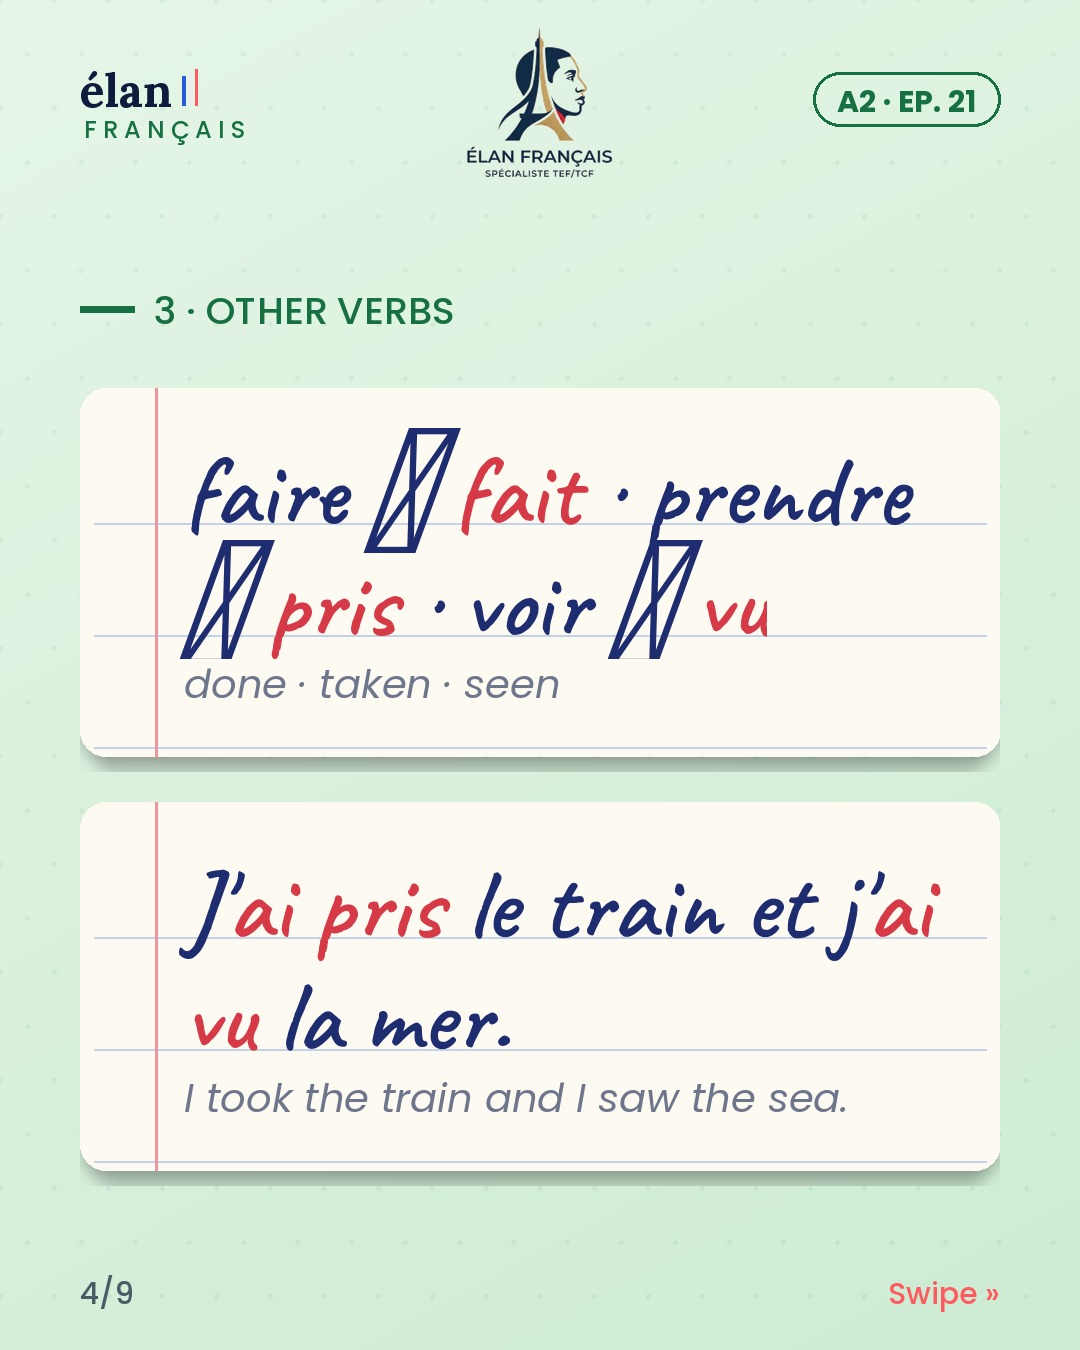 élan
FRANÇAIS
ÉLAN FRANÇAIS
SPÉCIALISTE TEF/TCF
A2 · EP. 21
3 · OTHER VERBS
faire fait · prendre
pris · voir vu
done · taken · seen
J'ai pris le train et j'ai
vu la mer.
I took the train and I saw the sea.
4/9
Swipe »